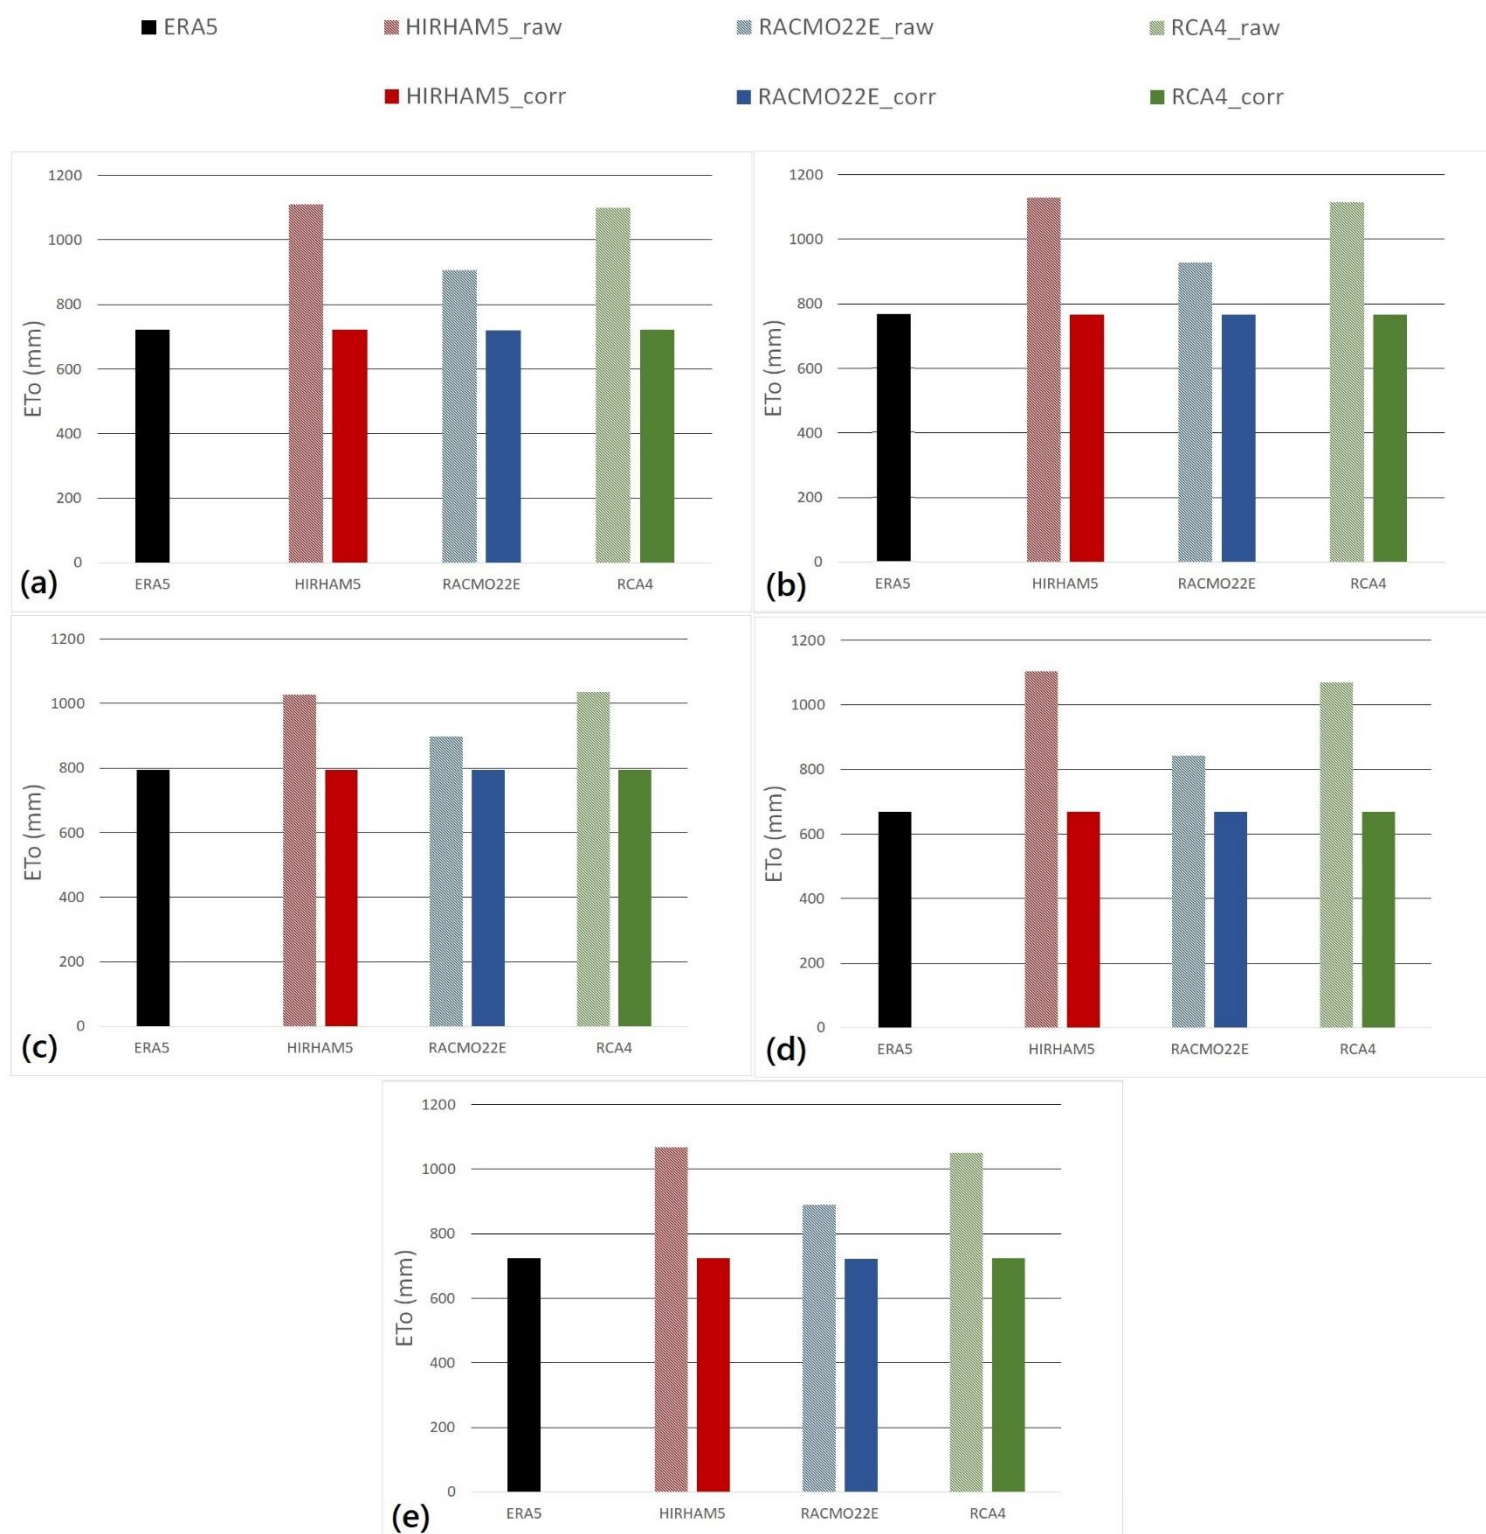 ERA5 HIRHAM5_raw RACMO22E_raw RCA4_raw
HIRHAM5_corr RACMO22E_corr RCA4_corr
1200
1000
800
600
400
200
0
ETo (mm)
ERA5 HIRHAM5 RACMO22E RCA4
(a)
1200
1000
800
600
400
200
0
ETo (mm)
ERA5 HIRHAM5 RACMO22E RCA4
(b)
1200
1000
800
600
400
200
0
ETo (mm)
ERA5 HIRHAM5 RACMO22E RCA4
(c)
1200
1000
800
600
400
200
0
ETo (mm)
ERA5 HIRHAM5 RACMO22E RCA4
(d)
1200
1000
800
600
400
200
0
ETo (mm)
ERA5 HIRHAM5 RACMO22E RCA4
(e)